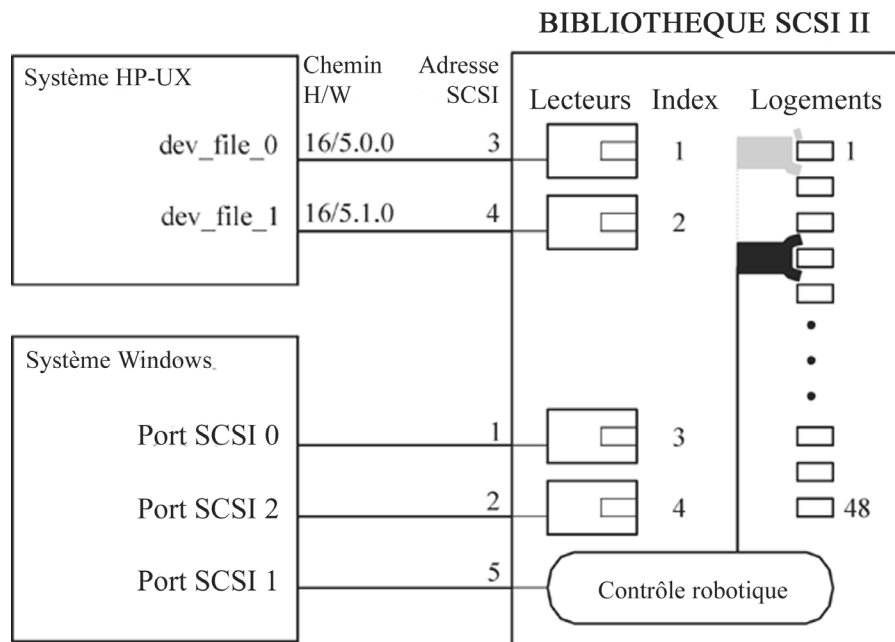 BIBLIOTHEQUE SCSI II
Système HP-UX
Chemin
H/W
Adresse
SCSI
Lecteurs Index Logements
dev_file_0 16/5.0.0 3 1 1
dev_file_1 16/5.1.0 4 2
Système Windows
Port SCSI 0 1 3
Port SCSI 2 2 4 48
Port SCSI 1 5 Contrôle robotique